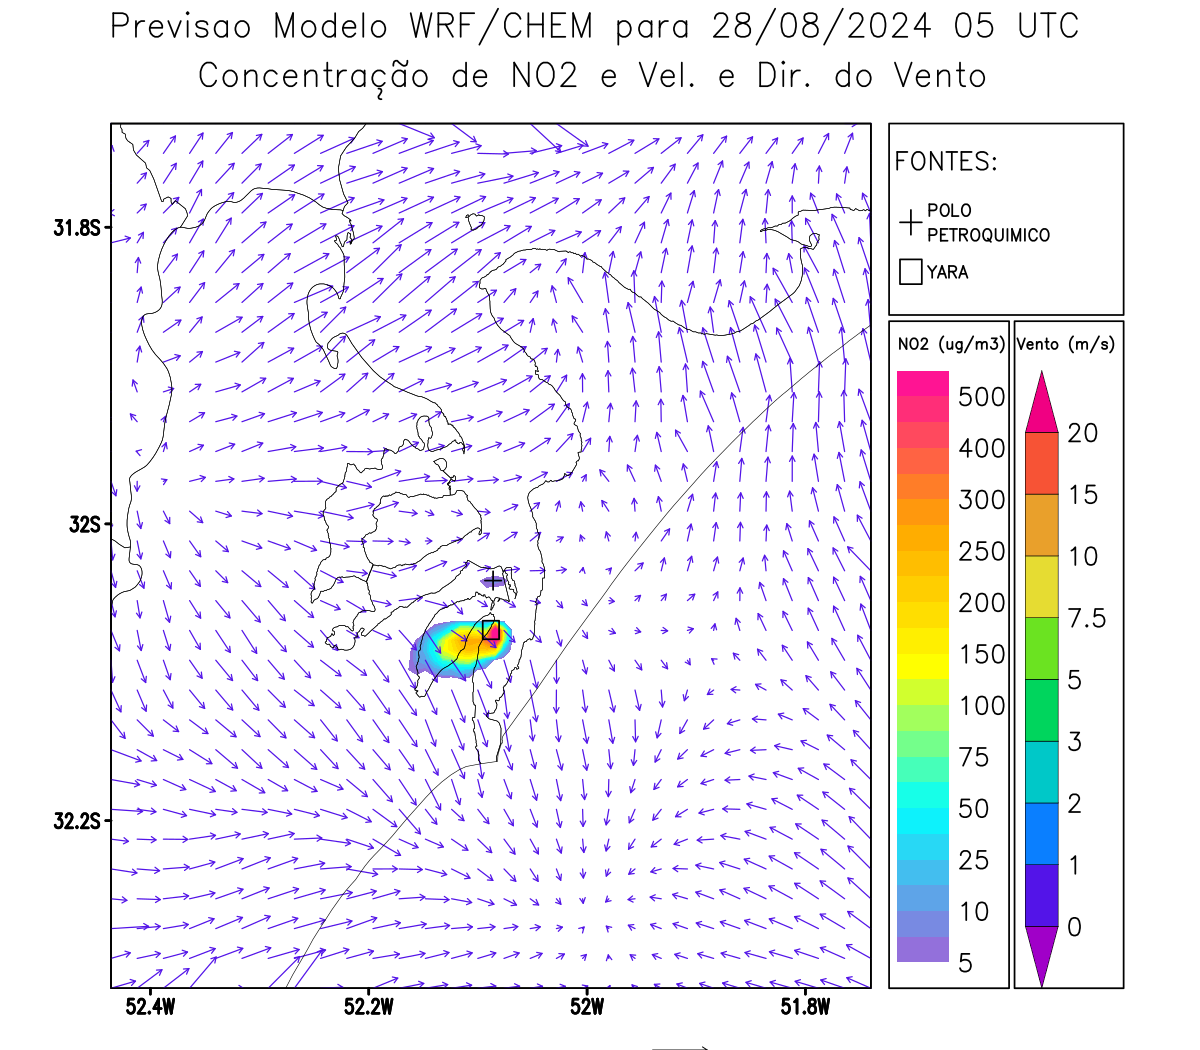 Previsao Modelo WRF/CHEM para 28/08/2024 05 UTC
Concentração de NO2 e Vel. e Dir. do Vento
FONTES:
POLO
PETROQUIMICO
YARA
NO2 (ug/m3)
500
400
300
250
200
150
100
75
50
25
10
5
Vento (m/s)
20
15
10
7.5
5
3
2
1
0
31.8S
32S
32.2S
52.4W
52.2W
52W
51.8W